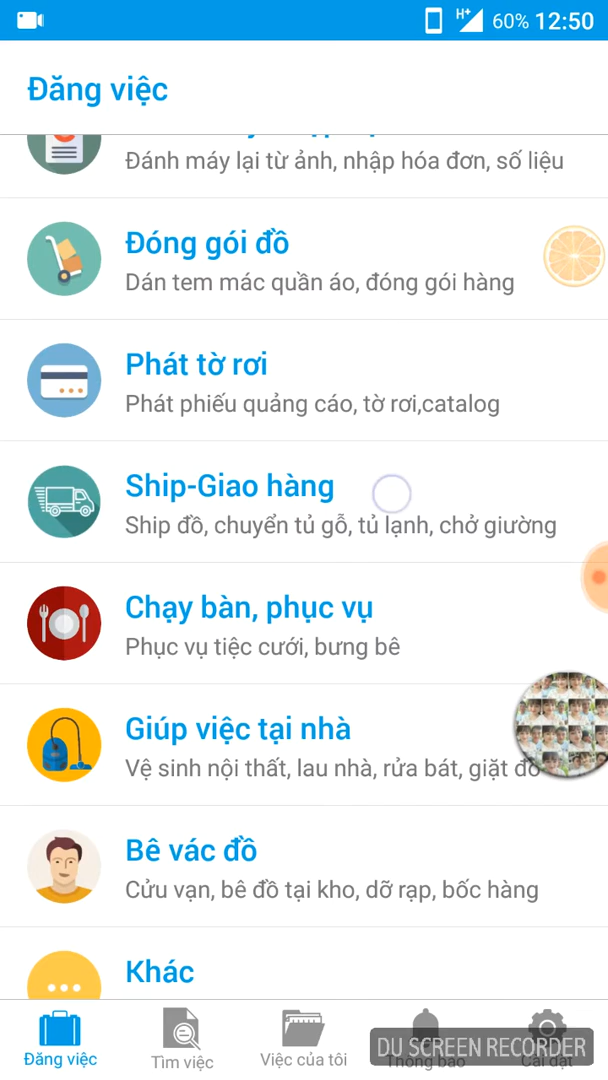 60% 12:50
Đăng việc
Đánh máy lại từ ảnh, nhập hóa đơn, số liệu
Đóng gói đồ
Dán tem mác quần áo, đóng gói hàng
Phát tờ rơi
Phát phiếu quảng cáo, tờ rơi,catalog
Ship-Giao hàng
Ship đồ, chuyển tủ gỗ, tủ lạnh, chở giường
Chạy bàn, phục vụ
Phục vụ tiệc cưới, bưng bê
Giúp việc tại nhà
Vệ sinh nội thất, lau nhà, rửa bát, giặt đồ
Bê vác đồ
Cửu vạn, bê đồ tại kho, dỡ rạp, bốc hàng
Khác
Đăng việc
Tìm việc
Việc của tôi
Thông báo
Cài đặt
DU SCREEN RECORDER